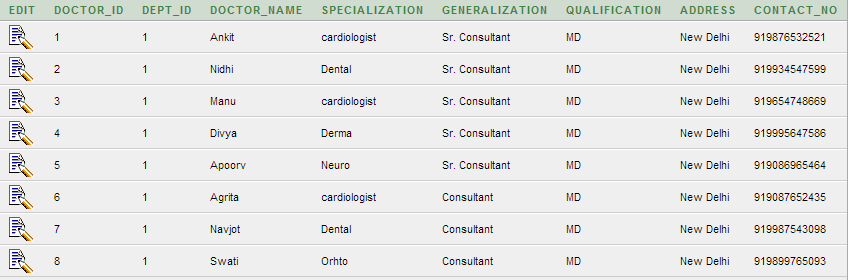 EDIT DOCTOR_ID DEPT_ID DOCTOR_NAME SPECIALIZATION GENERALIZATION QUALIFICATION ADDRESS CONTACT_NO
1 1 Ankit cardiologist Sr. Consultant MD New Delhi 919876532521
2 1 Nidhi Dental Sr. Consultant MD New Delhi 919934547599
3 1 Manu cardiologist Sr. Consultant MD New Delhi 919654748669
4 1 Divya Derma Sr. Consultant MD New Delhi 919995647586
5 1 Apoorv Neuro Sr. Consultant MD New Delhi 919086965464
6 1 Agrita cardiologist Consultant MD New Delhi 919087652435
7 1 Navjot Dental Consultant MD New Delhi 919987543098
8 1 Swati Orhto Consultant MD New Delhi 919899765093